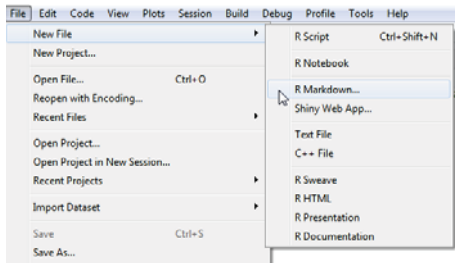 File Edit Code View Plots Session Build Debug Profile Tools Help
New File
New Project...
Open File... Ctrl+O
Reopen with Encoding...
Recent Files
Open Project...
Open Project in New Session...
Recent Projects
Import Dataset
Save Ctrl+S
Save As...
R Script Ctrl+Shift+N
R Notebook
R Markdown...
Shiny Web App...
Text File
C++ File
R Sweave
R HTML
R Presentation
R Documentation